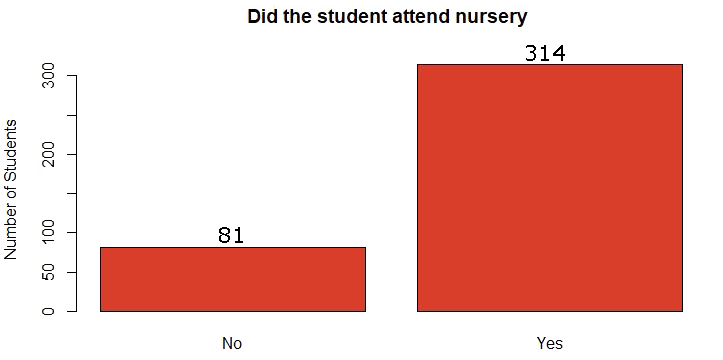 Did the student attend nursery
Number of Students
300
200
100
50
0
81
314
No
Yes